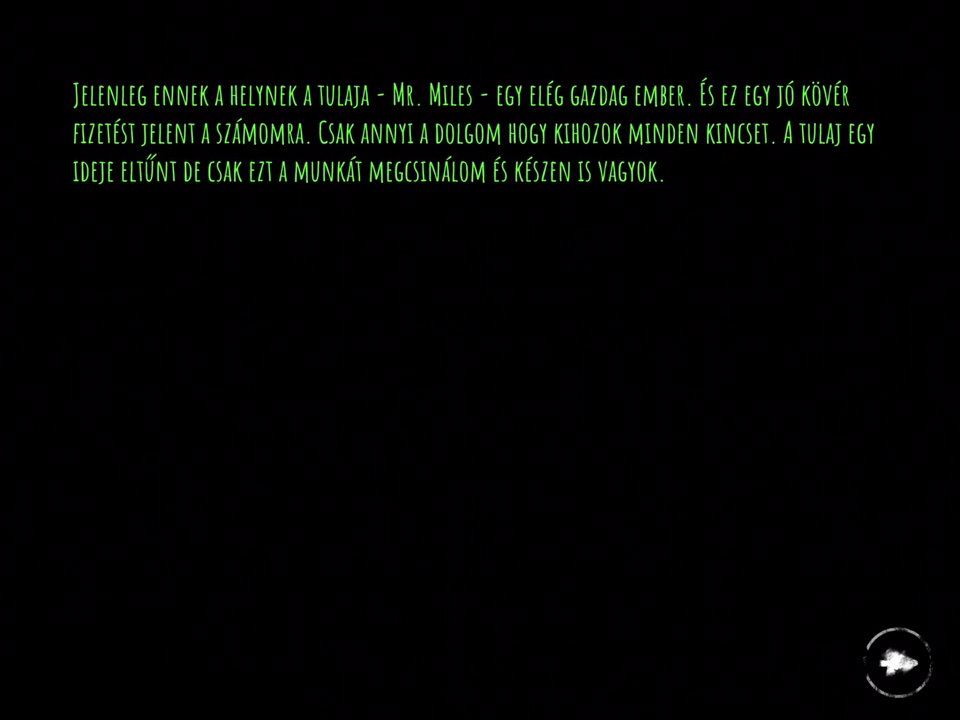 Jelenleg ennek a helynek a tulaja - Mr. Miles - egy elég gazdag ember. És ez egy jó kövér
fizetést jelent a számomra. Csak annyi a dolgom hogy kihozok minden kincset. A tulaj egy
ideje eltűnt de csak ezt a munkát megcsinálom és készen is vagyok.